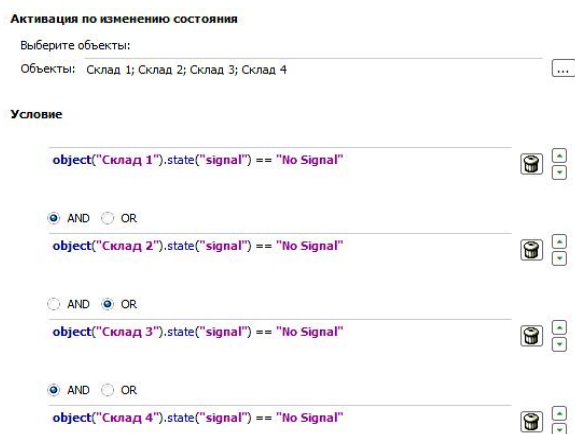 Активация по изменению состояния
Выберите объекты:
Объекты: Склад 1; Склад 2; Склад 3; Склад 4
...
Условие
object("Склад 1").state("signal") == "No Signal"
AND OR
object("Склад 2").state("signal") == "No Signal"
AND OR
object("Склад 3").state("signal") == "No Signal"
AND OR
object("Склад 4").state("signal") == "No Signal"